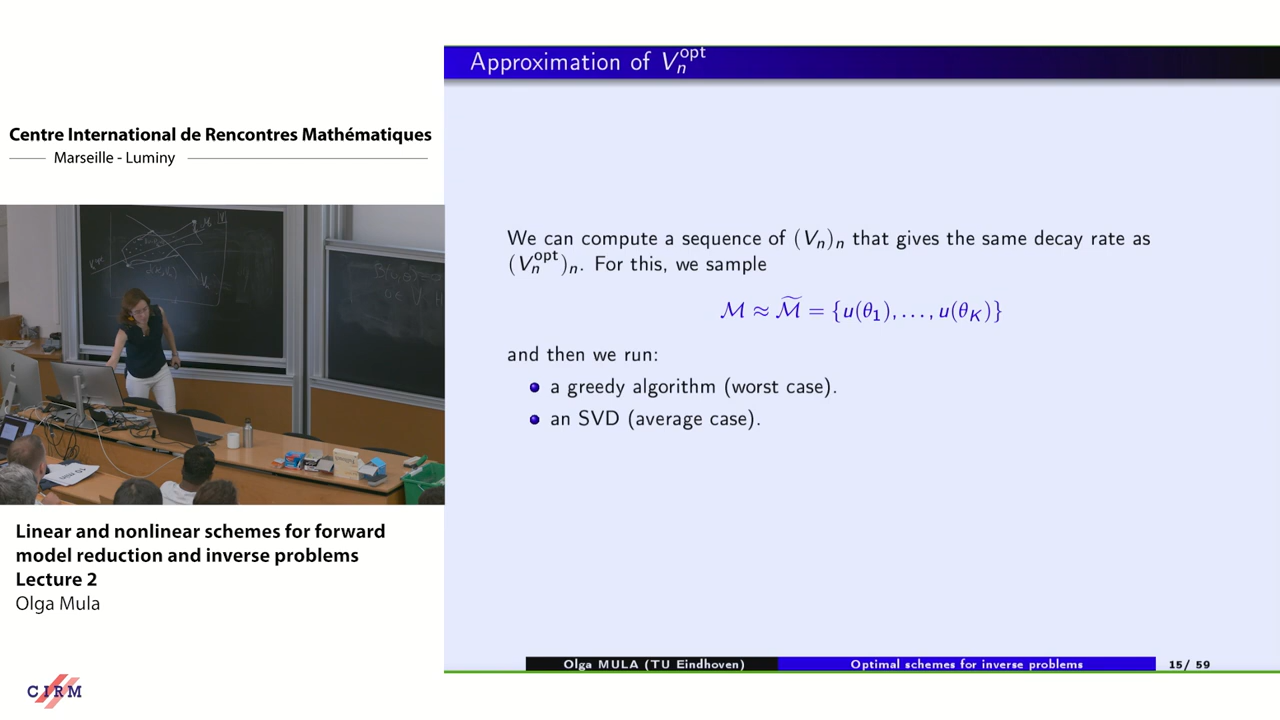 Approximation of V_n^opt
Centre International de Rencontres Mathématiques
Marseille - Luminy
We can compute a sequence of (V_n)_n that gives the same decay rate as
(V_n^opt)_n. For this, we sample
M ≈ M̃ = {u(θ_1), . . . , u(θ_K)}
and then we run:
a greedy algorithm (worst case).
an SVD (average case).
Linear and nonlinear schemes for forward
model reduction and inverse problems
Lecture 2
Olga Mula
Olga MULA (TU Eindhoven)
Optimal schemes for inverse problems
15/ 59
CIRM